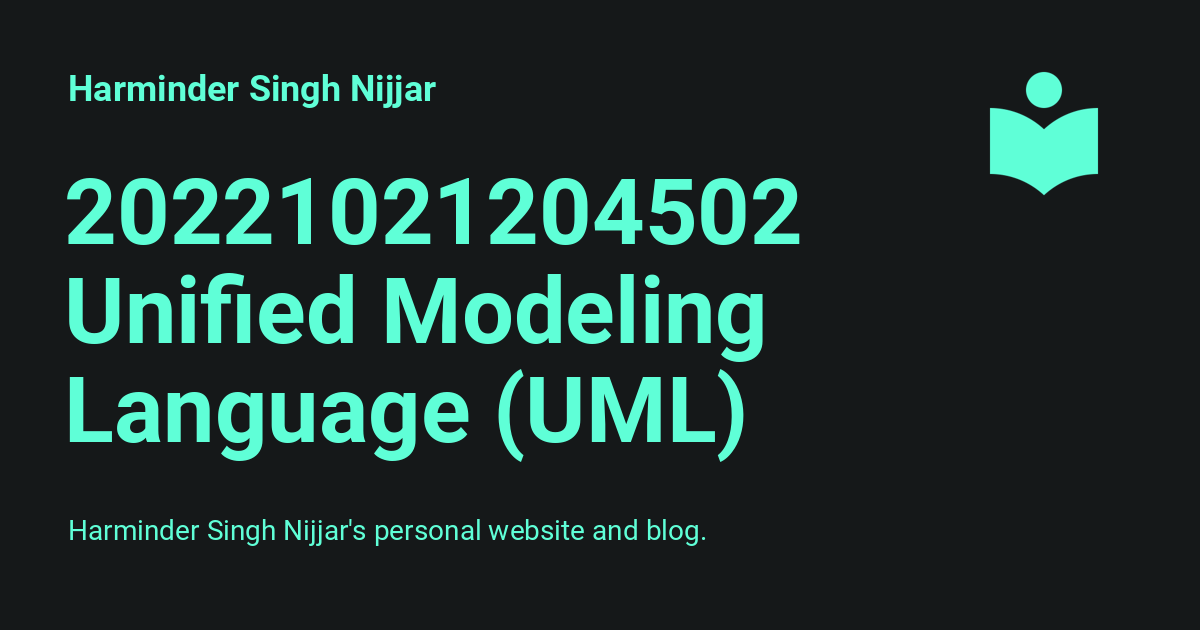 Harminder Singh Nijjar
20221021204502
Unified Modeling
Language (UML)
Harminder Singh Nijjar's personal website and blog.